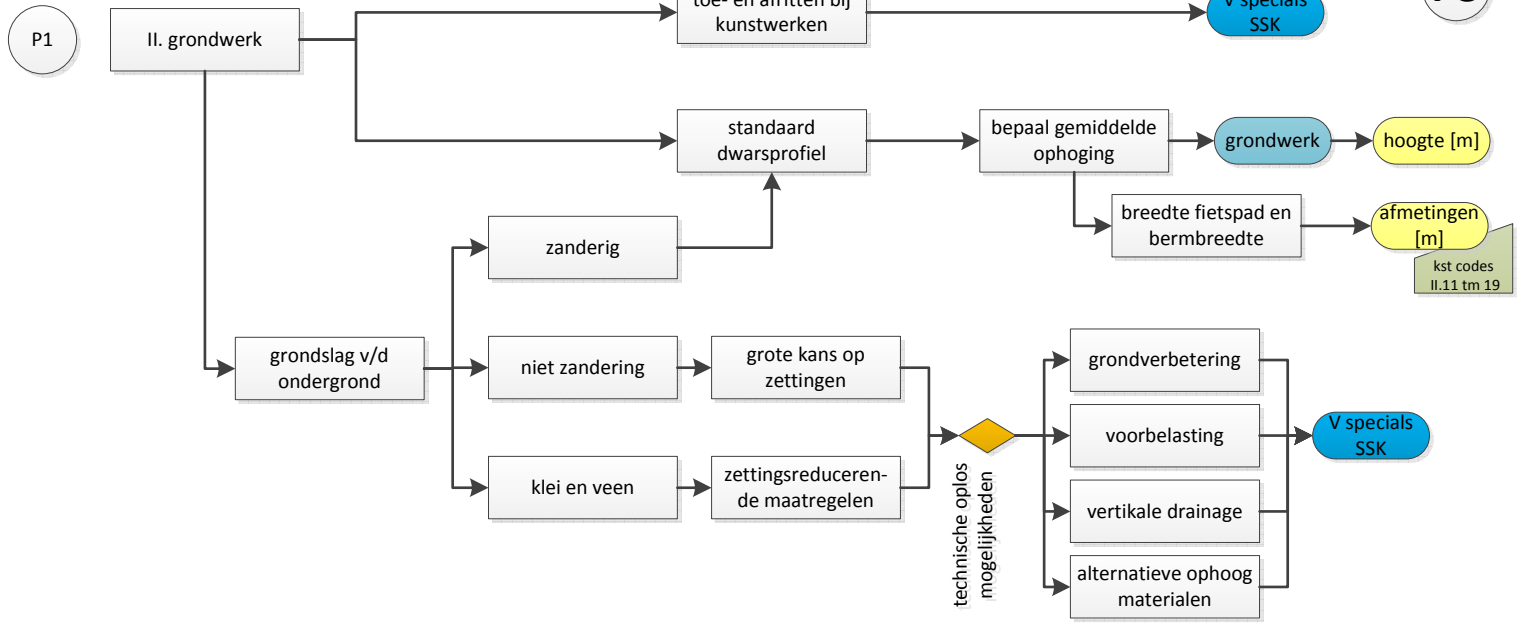 toe- en afritten bij
kunstwerken
V specials
SSK
P1
II. grondwerk
standaard
dwarsprofiel
bepaal gemiddelde
ophoging
grondwerk
hoogte [m]
breedte fietspad en
bermbreedte
afmetingen
[m]
kst codes
II.11 tm 19
zanderig
grondslag v/d
ondergrond
niet zandering
grote kans op
zettingen
klei en veen
zettingsreduceren-
de maatregelen
technische oplos
mogelijkheden
grondverbetering
voorbelasting
vertikale drainage
alternatieve ophoog
materialen
V specials
SSK